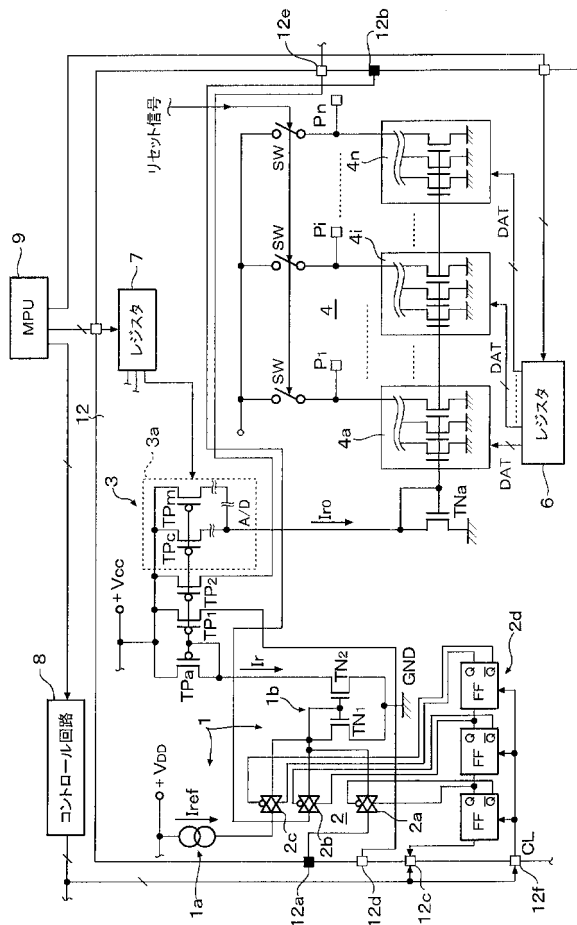 9
MPU
12
7
レジスタ
8
コントロール回路
リセット信号
12e
12b
3
3a
+Vcc
TPa
TP1
TP2
TPc
TPm
A/D
SW
SW
SW
P1
Pi
Pn
4
4a
4i
4n
DAT
DAT
DAT
レジスタ
6
Iro
TNa
1
+VDD
Iref
1a
Ir
1b
TN1
TN2
GND
2
2a
2b
2c
2d
FF
Q
Q
FF
Q
Q
FF
Q
Q
CL
12a
12d
12c
12f